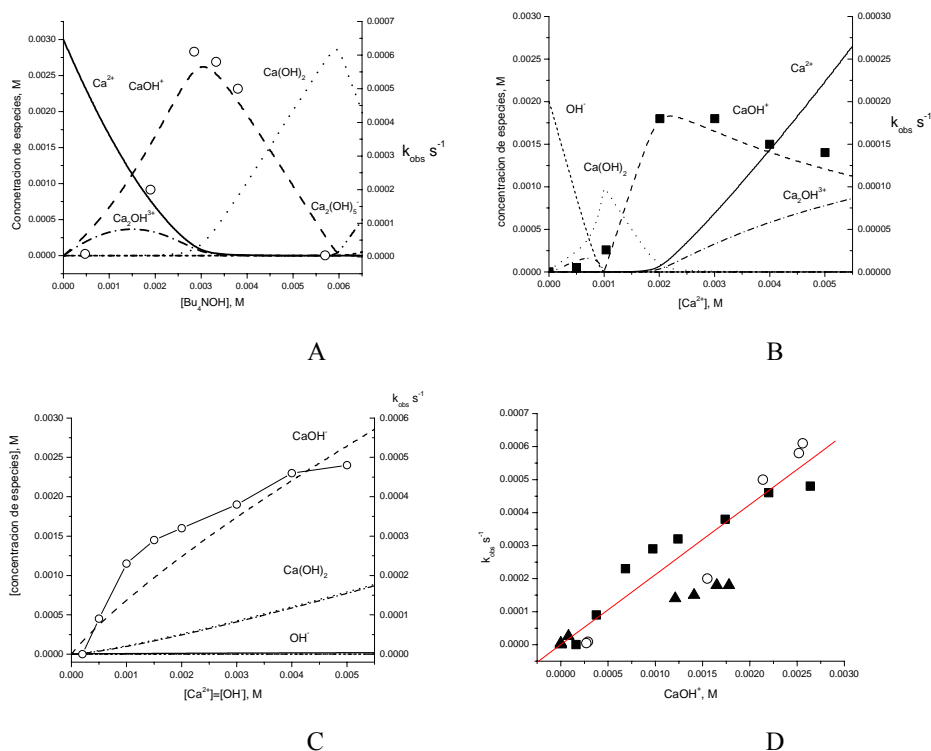 0.0030
0.0025
0.0020
0.0015
0.0010
0.0005
0.0000
Concnetracion de especies, M
Ca²⁺
CaOH⁺
Ca(OH)₂
Ca₂OH³⁺
Ca₂(OH)₅⁻
0.0007
0.0006
0.0005
0.0004
0.0003
0.0002
0.0001
0.0000
k_obs s⁻¹
0.000 0.001 0.002 0.003 0.004 0.005 0.006
[Bu₄NOH], M
A
0.0030
0.0025
0.0020
0.0015
0.0010
0.0005
0.0000
concentracion de especies, M
OH⁻
Ca(OH)₂
CaOH⁺
Ca²⁺
Ca₂OH³⁺
0.00030
0.00025
0.00020
0.00015
0.00010
0.00005
0.00000
k_obs s⁻¹
0.000 0.001 0.002 0.003 0.004 0.005
[Ca²⁺], M
B
k_obs s⁻¹
0.0030
0.0025
0.0020
0.0015
0.0010
0.0005
0.0000
[concentracion de especies], M
CaOH⁻
Ca(OH)₂
OH⁻
0.0006
0.0005
0.0004
0.0003
0.0002
0.0001
0.0000
0.000 0.001 0.002 0.003 0.004 0.005
[Ca²⁺]=[OH⁻], M
C
0.0007
0.0006
0.0005
0.0004
0.0003
0.0002
0.0001
0.0000
k_obs s⁻¹
0.0000 0.0005 0.0010 0.0015 0.0020 0.0025 0.0030
CaOH⁺, M
D